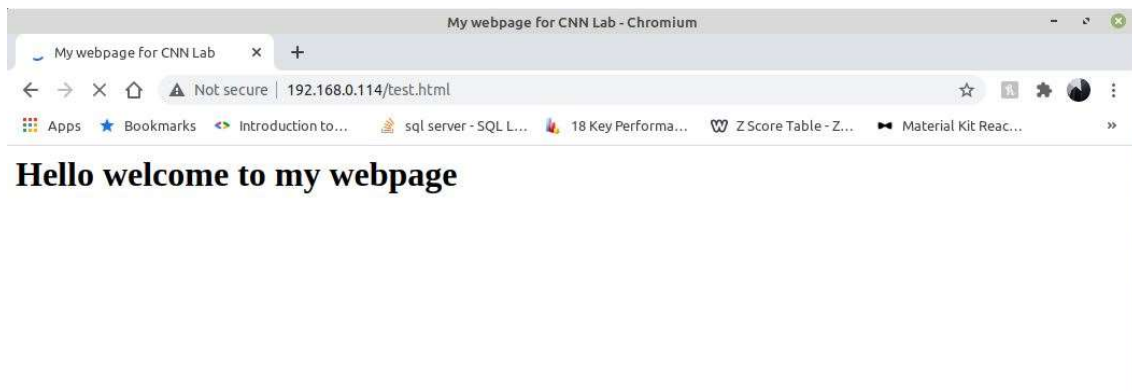 My webpage for CNN Lab - Chromium
My webpage for CNN Lab
Not secure | 192.168.0.114/test.html
Apps Bookmarks Introduction to... sql server - SQL L... 18 Key Performa... Z Score Table - Z... Material Kit Reac... »
Hello welcome to my webpage